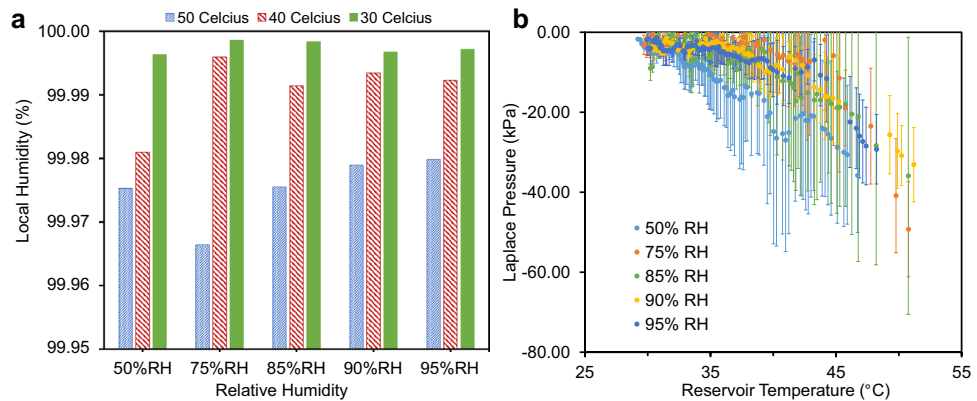 a
50 Celcius 40 Celcius 30 Celcius
Local Humidity (%)
100.00
99.99
99.98
99.97
99.96
99.95
50%RH 75%RH 85%RH 90%RH 95%RH
Relative Humidity
b
Laplace Pressure (kPa)
0.00
-20.00
-40.00
-60.00
-80.00
50% RH
75% RH
85% RH
90% RH
95% RH
25 35 45 55
Reservoir Temperature (°C)